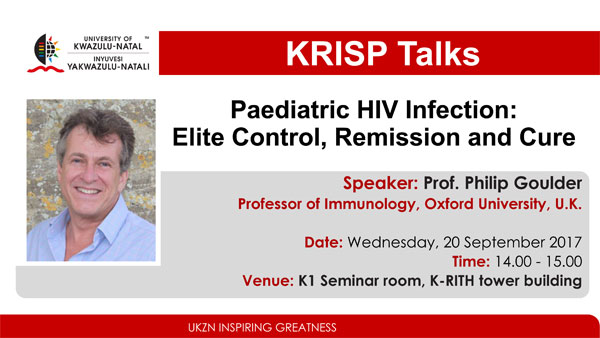 UNIVERSITY OF ™
KWAZULU-NATAL
INYUVESI
YAKWAZULU-NATALI
KRISP Talks
Paediatric HIV Infection:
Elite Control, Remission and Cure
Speaker: Prof. Philip Goulder
Professor of Immunology, Oxford University, U.K.
Date: Wednesday, 20 September 2017
Time: 14.00 - 15.00
Venue: K1 Seminar room, K-RITH tower building
UKZN INSPIRING GREATNESS